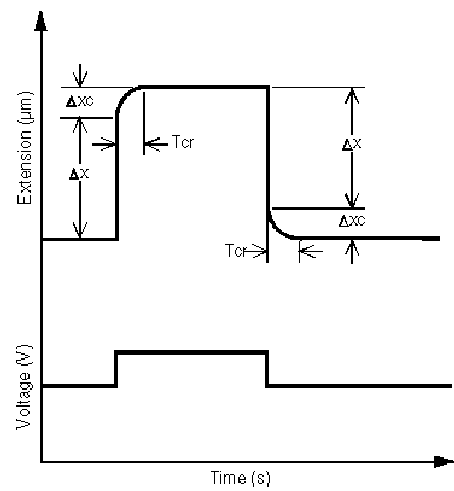 Extension (μm)
Δxc
Δx
Tcr
Δx
Δxc
Tcr
Voltage (V)
Time (s)